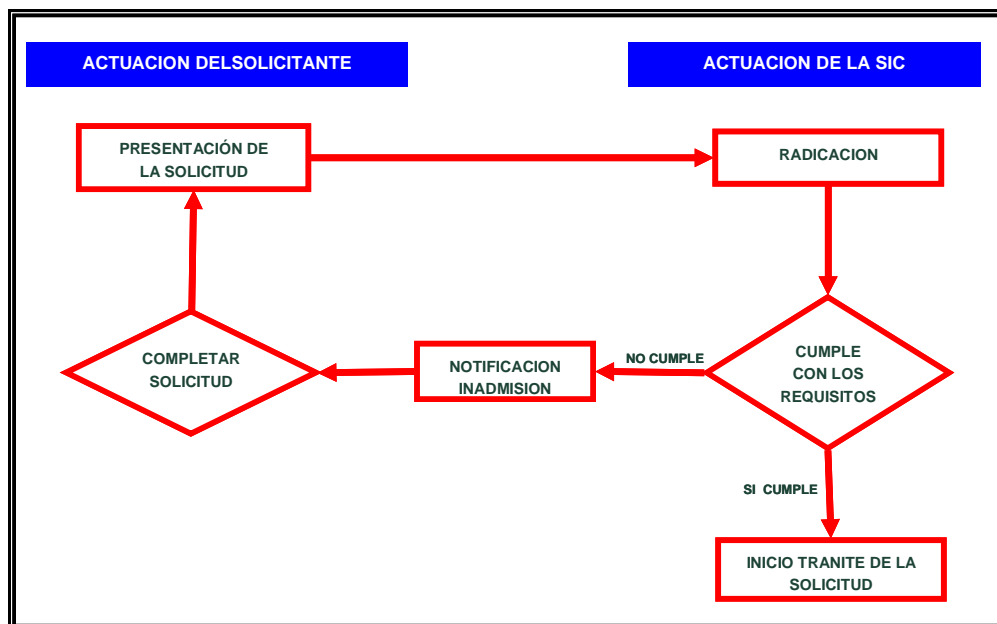 ACTUACION DELSOLICITANTE
ACTUACION DE LA SIC
PRESENTACIÓN DE
LA SOLICITUD
RADICACION
COMPLETAR
SOLICITUD
NOTIFICACION
INADMISION
NO CUMPLE
CUMPLE
CON LOS
REQUISITOS
SI CUMPLE
INICIO TRANITE DE LA
SOLICITUD